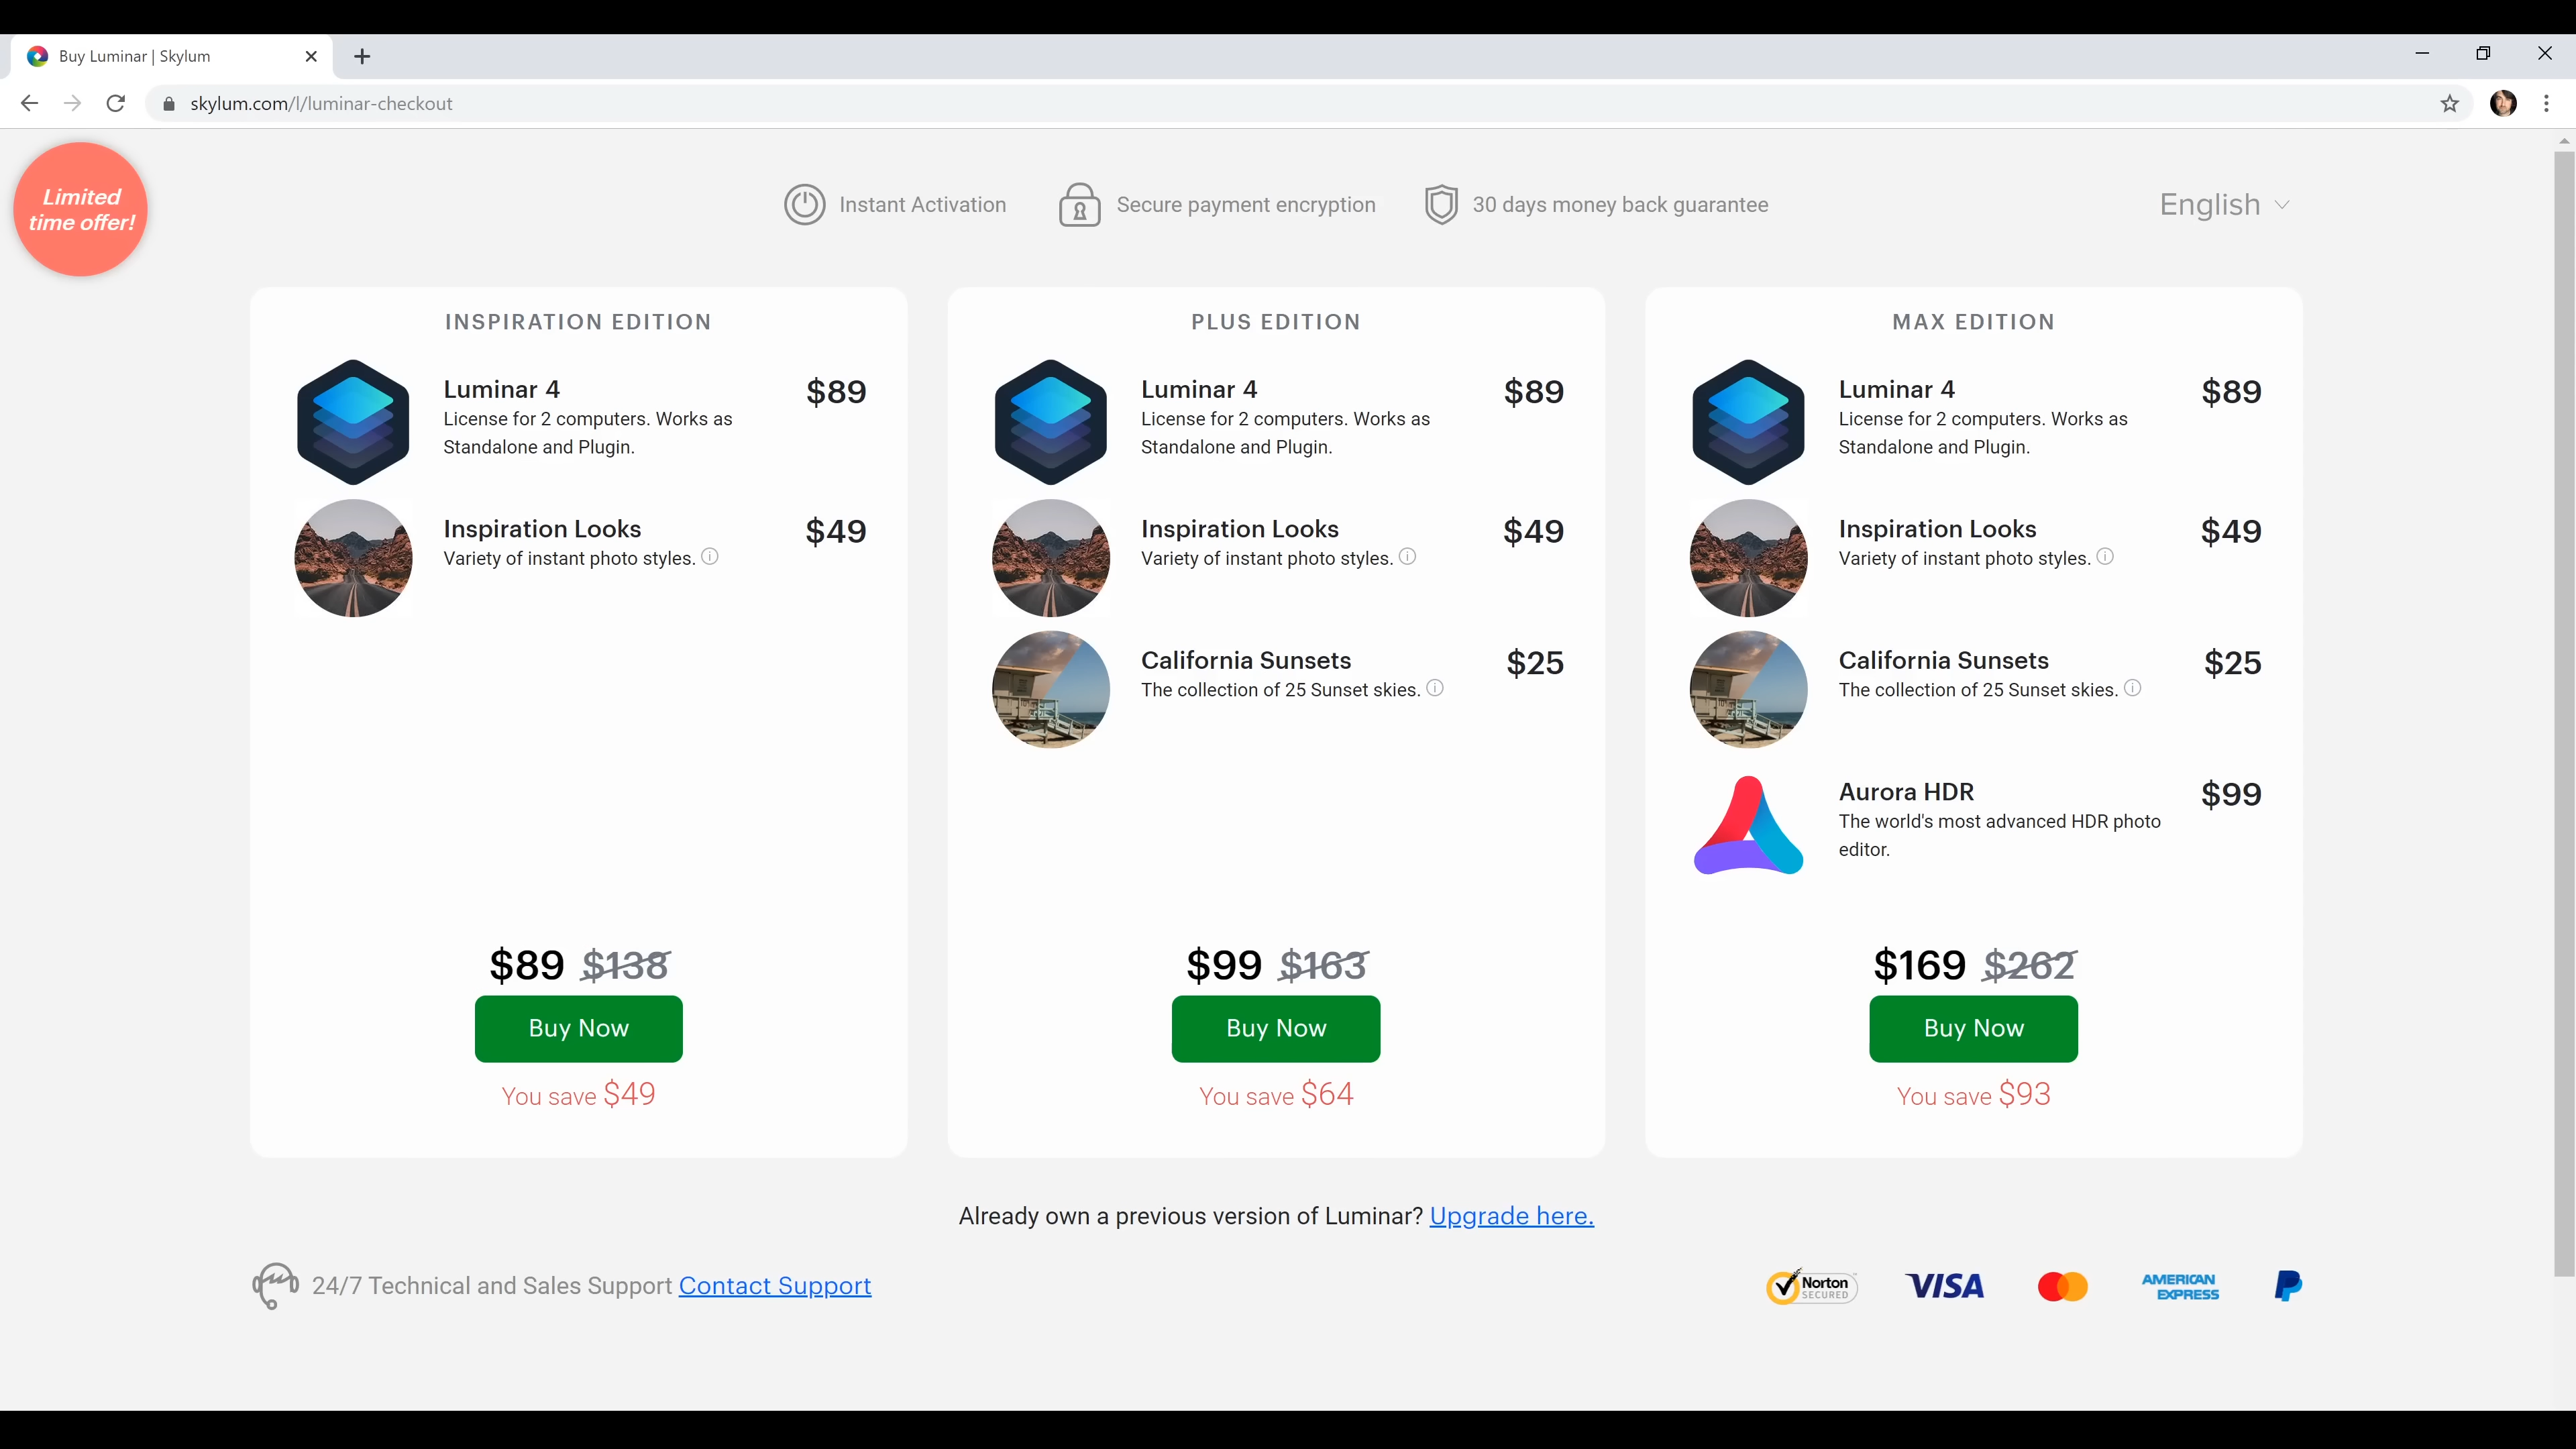 Buy Luminar | Skylum
skylum.com/l/luminar-checkout
Limited
time offer!
Instant Activation
Secure payment encryption
30 days money back guarantee
English
INSPIRATION EDITION
Luminar 4
$89
License for 2 computers. Works as
Standalone and Plugin.
Inspiration Looks
$49
Variety of instant photo styles.
$89 $138
Buy Now
You save $49
PLUS EDITION
Luminar 4
$89
License for 2 computers. Works as
Standalone and Plugin.
Inspiration Looks
$49
Variety of instant photo styles.
California Sunsets
$25
The collection of 25 Sunset skies.
$99 $163
Buy Now
You save $64
MAX EDITION
Luminar 4
$89
License for 2 computers. Works as
Standalone and Plugin.
Inspiration Looks
$49
Variety of instant photo styles.
California Sunsets
$25
The collection of 25 Sunset skies.
Aurora HDR
$99
The world's most advanced HDR photo
editor.
$169 $262
Buy Now
You save $93
Already own a previous version of Luminar? Upgrade here.
24/7 Technical and Sales Support Contact Support
Norton
SECURED
VISA
AMERICAN
EXPRESS